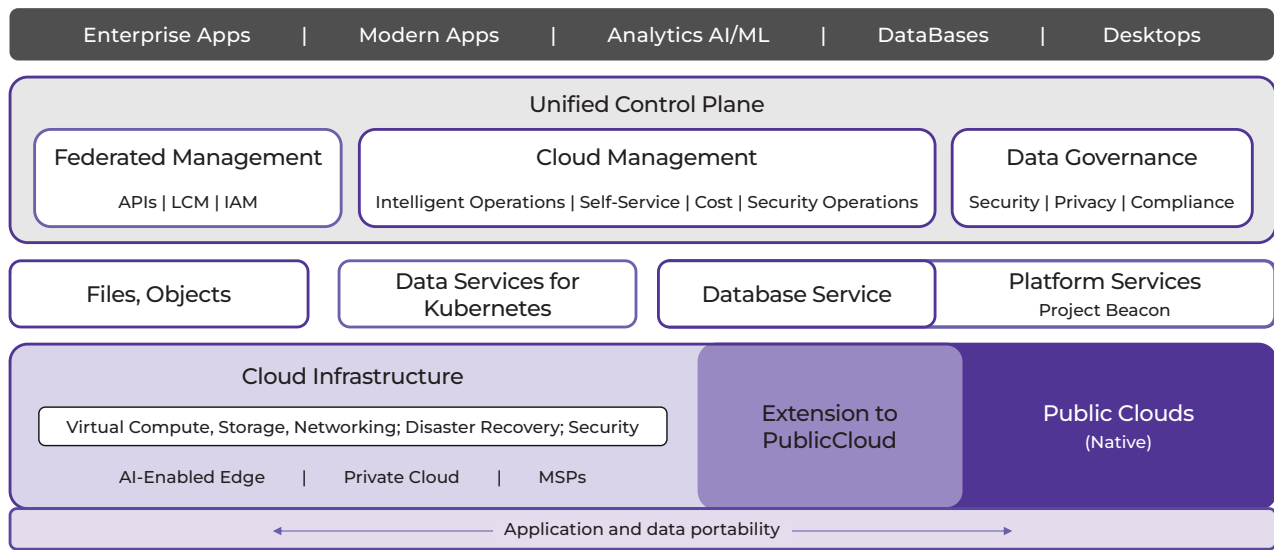 Enterprise Apps | Modern Apps | Analytics AI/ML | DataBases | Desktops
Unified Control Plane
Federated Management
APIs | LCM | IAM
Cloud Management
Intelligent Operations | Self-Service | Cost | Security Operations
Data Governance
Security | Privacy | Compliance
Files, Objects
Data Services for
Kubernetes
Database Service
Platform Services
Project Beacon
Cloud Infrastructure
Virtual Compute, Storage, Networking; Disaster Recovery; Security
AI-Enabled Edge | Private Cloud | MSPs
Extension to
PublicCloud
Public Clouds
(Native)
Application and data portability